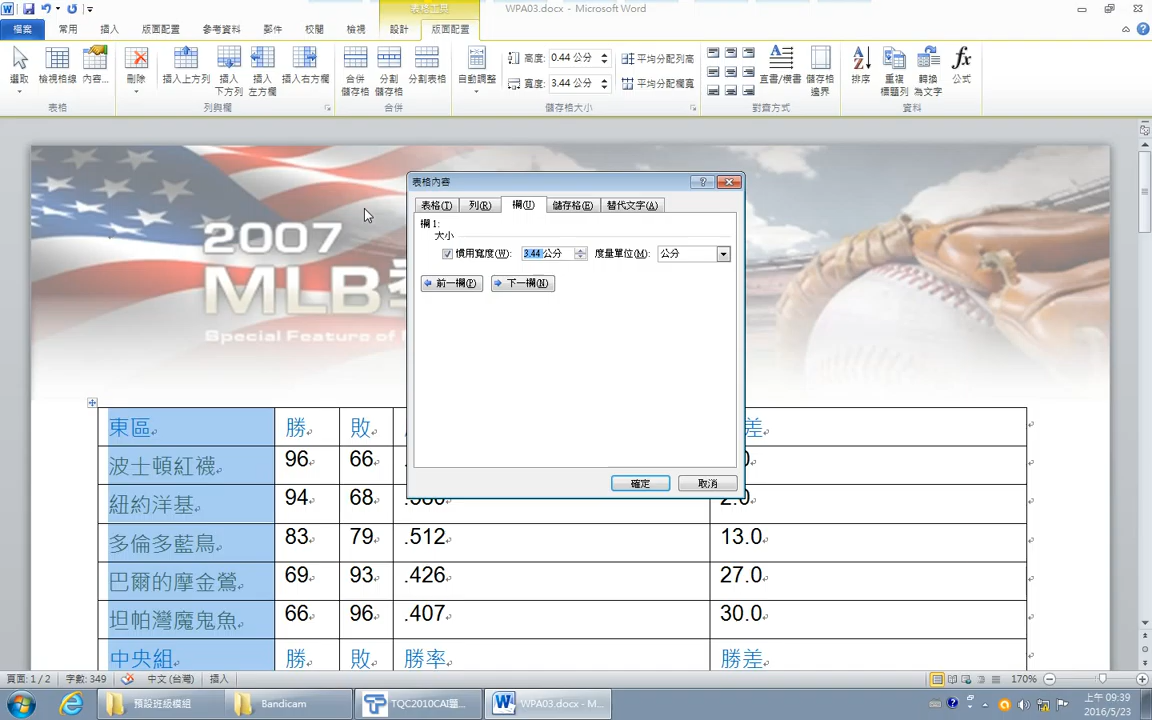 表格工具
WPA03.docx - Microsoft Word
檔案 常用 插入 版面配置 參考資料 郵件 校閱 檢視 設計 版面配置
選取 檢視格線 內容... 刪除 插入上方列 插入下方列 插入左方欄 插入右方欄 合併儲存格 分割儲存格 分割表格 自動調整 高度: 0.44 公分 平均分配列高 直書/橫書 儲存格邊界 排序 重複標題列 轉換為文字 公式
寬度: 3.44 公分 平均分配欄寬
表格 列與欄 合併 儲存格大小 對齊方式 資料
2007
MLB
Special Feature of
表格內容
表格(T) 列(R) 欄(U) 儲存格(E) 替代文字(A)
欄 1:
大小
慣用寬度(W): 3.44 公分 度量單位(M): 公分
前一欄(P) 下一欄(N)
確定 取消
東區 勝 敗 差
波士頓紅襪 96 66
紐約洋基 94 68 .580 2.0
多倫多藍鳥 83 79 .512 13.0
巴爾的摩金鶯 69 93 .426 27.0
坦帕灣魔鬼魚 66 96 .407 30.0
中央組 勝 敗 勝率 勝差
頁面: 1 / 2 字數: 349 中文 (台灣) 插入 170%
預設班級模組 Bandicam TQC2010CAI題... WPA03.docx - M...
上午 09:39
2016/5/23